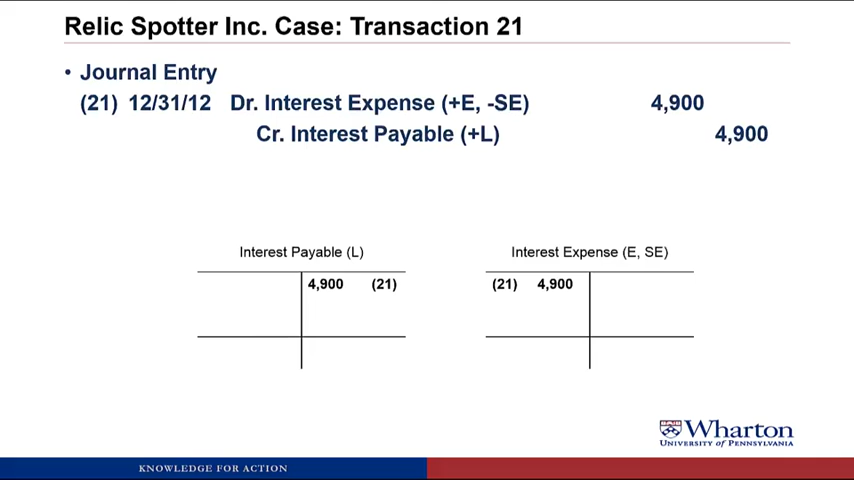 Relic Spotter Inc. Case: Transaction 21
• Journal Entry
(21) 12/31/12 Dr. Interest Expense (+E, -SE) 4,900
Cr. Interest Payable (+L) 4,900
Interest Payable (L) Interest Expense (E, SE)
4,900 (21) (21) 4,900
Wharton
UNIVERSITY of PENNSYLVANIA
KNOWLEDGE FOR ACTION